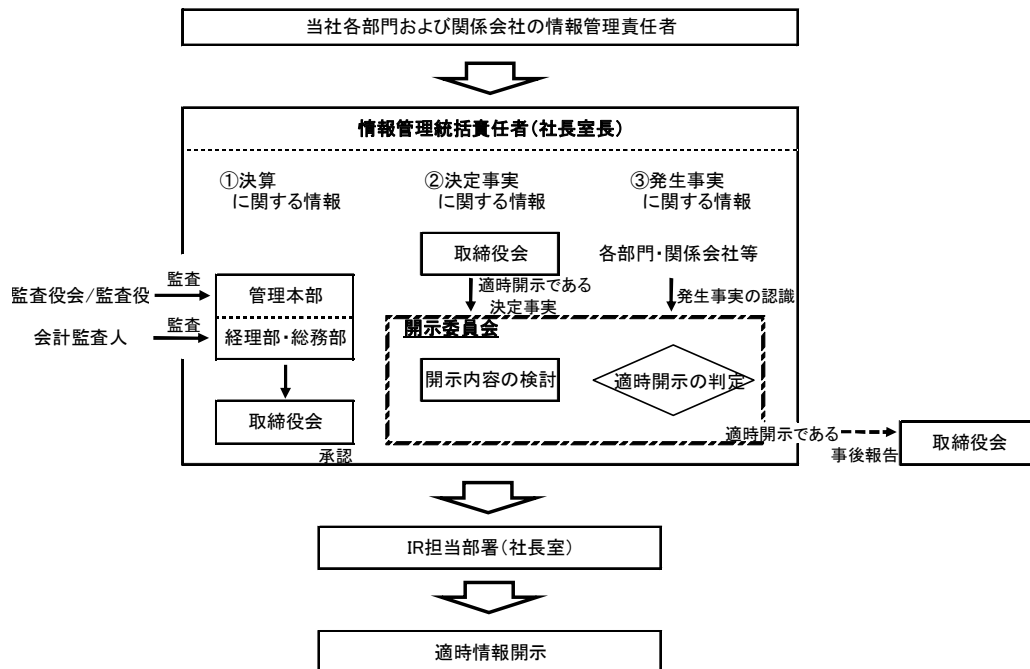 当社各部門および関係会社の情報管理責任者
情報管理統括責任者(社長室長)
①決算
に関する情報
②決定事実
に関する情報
③発生事実
に関する情報
取締役会
各部門・関係会社等
監査役会/監査役
監査
管理本部
適時開示である
決定事実
発生事実の認識
会計監査人
監査
経理部・総務部
開示委員会
開示内容の検討
適時開示の判定
取締役会
承認
適時開示である
事後報告
取締役会
IR担当部署(社長室)
適時情報開示